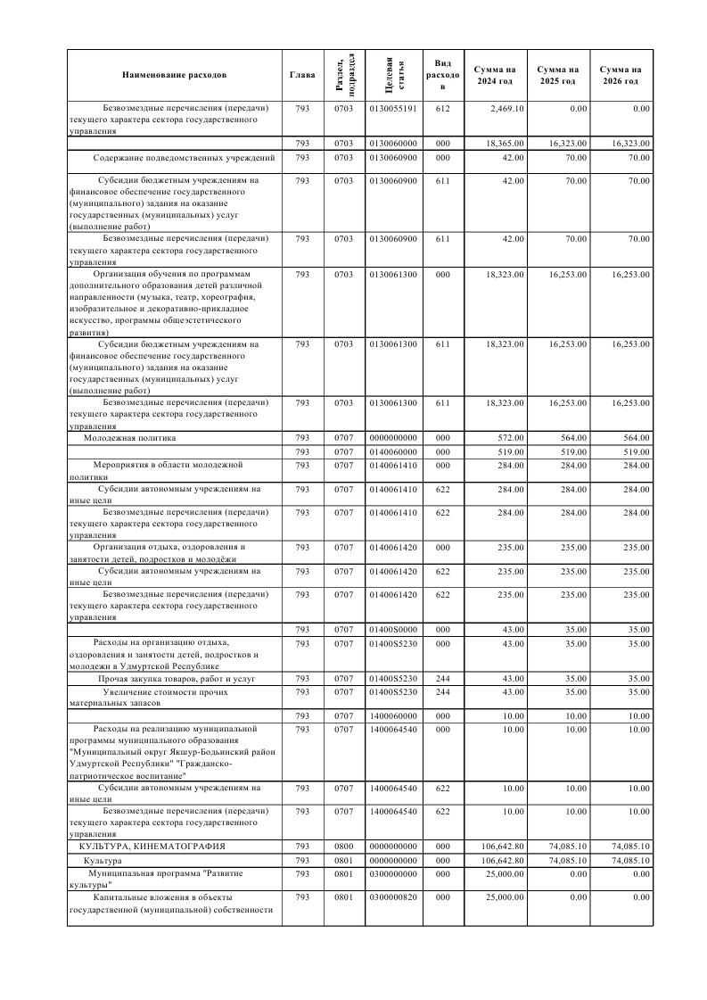 Наименование расходов Глава Раздел, подраздел Целевая статья Вид расходо в Сумма на 2024 год Сумма на 2025 год Сумма на 2026 год
Безвозмездные перечисления (передачи) 793 0703 0130055191 612 2,469.10 0.00 0.00
текущего характера сектора государственного
управления
793 0703 0130060000 000 18,365.00 16,323.00 16,323.00
Содержание подведомственных учреждений 793 0703 0130060900 000 42.00 70.00 70.00
Субсидии бюджетным учреждениям на 793 0703 0130060900 611 42.00 70.00 70.00
финансовое обеспечение государственного
(муниципального) задания на оказание
государственных (муниципальных) услуг
(выполнение работ)
Безвозмездные перечисления (передачи) 793 0703 0130060900 611 42.00 70.00 70.00
текущего характера сектора государственного
управления
Организация обучения по программам 793 0703 0130061300 000 18,323.00 16,253.00 16,253.00
дополнительного образования детей различной
направленности (музыка, театр, хореография,
изобразительное и декоративно-прикладное
искусство, программы общеэстетического
развития)
Субсидии бюджетным учреждениям на 793 0703 0130061300 611 18,323.00 16,253.00 16,253.00
финансовое обеспечение государственного
(муниципального) задания на оказание
государственных (муниципальных) услуг
(выполнение работ)
Безвозмездные перечисления (передачи) 793 0703 0130061300 611 18,323.00 16,253.00 16,253.00
текущего характера сектора государственного
управления
Молодежная политика 793 0707 0000000000 000 572.00 564.00 564.00
793 0707 0140060000 000 519.00 519.00 519.00
Мероприятия в области молодежной 793 0707 0140061410 000 284.00 284.00 284.00
политики
Субсидии автономным учреждениям на 793 0707 0140061410 622 284.00 284.00 284.00
иные цели
Безвозмездные перечисления (передачи) 793 0707 0140061410 622 284.00 284.00 284.00
текущего характера сектора государственного
управления
Организация отдыха, оздоровления и 793 0707 0140061420 000 235.00 235.00 235.00
занятости детей, подростков и молодёжи
Субсидии автономным учреждениям на 793 0707 0140061420 622 235.00 235.00 235.00
иные цели
Безвозмездные перечисления (передачи) 793 0707 0140061420 622 235.00 235.00 235.00
текущего характера сектора государственного
управления
793 0707 01400S0000 000 43.00 35.00 35.00
Расходы на организацию отдыха, 793 0707 01400S5230 000 43.00 35.00 35.00
оздоровления и занятости детей, подростков и
молодежи в Удмуртской Республике
Прочая закупка товаров, работ и услуг 793 0707 01400S5230 244 43.00 35.00 35.00
Увеличение стоимости прочих 793 0707 01400S5230 244 43.00 35.00 35.00
материальных запасов
793 0707 1400060000 000 10.00 10.00 10.00
Расходы на реализацию муниципальной 793 0707 1400064540 000 10.00 10.00 10.00
программы муниципального образования
"Муниципальный округ Якшур-Бодьинский район
Удмуртской Республики" "Гражданско-
патриотическое воспитание"
Субсидии автономным учреждениям на 793 0707 1400064540 622 10.00 10.00 10.00
иные цели
Безвозмездные перечисления (передачи) 793 0707 1400064540 622 10.00 10.00 10.00
текущего характера сектора государственного
управления
КУЛЬТУРА, КИНЕМАТОГРАФИЯ 793 0800 0000000000 000 106,642.80 74,085.10 74,085.10
Культура 793 0801 0000000000 000 106,642.80 74,085.10 74,085.10
Муниципальная программа "Развитие 793 0801 0300000000 000 25,000.00 0.00 0.00
культуры"
Капитальные вложения в объекты 793 0801 0300000820 000 25,000.00 0.00 0.00
государственной (муниципальной) собственности